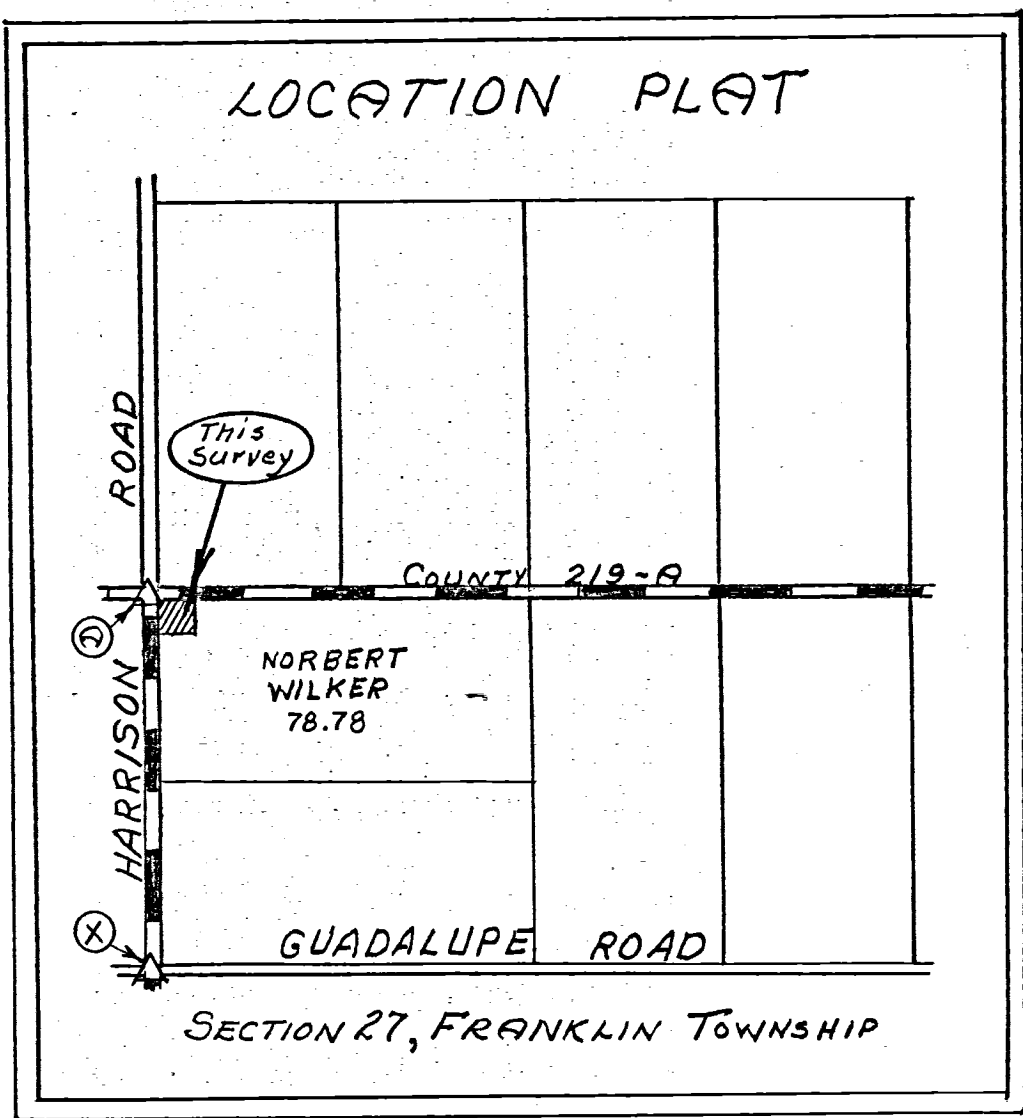 LOCATION PLAT
ROAD
This
Survey
COUNTY 219-A
D
NORBERT
WILKER
78.78
HARRISON
X
GUADALUPE ROAD
SECTION 27, FRANKLIN TOWNSHIP